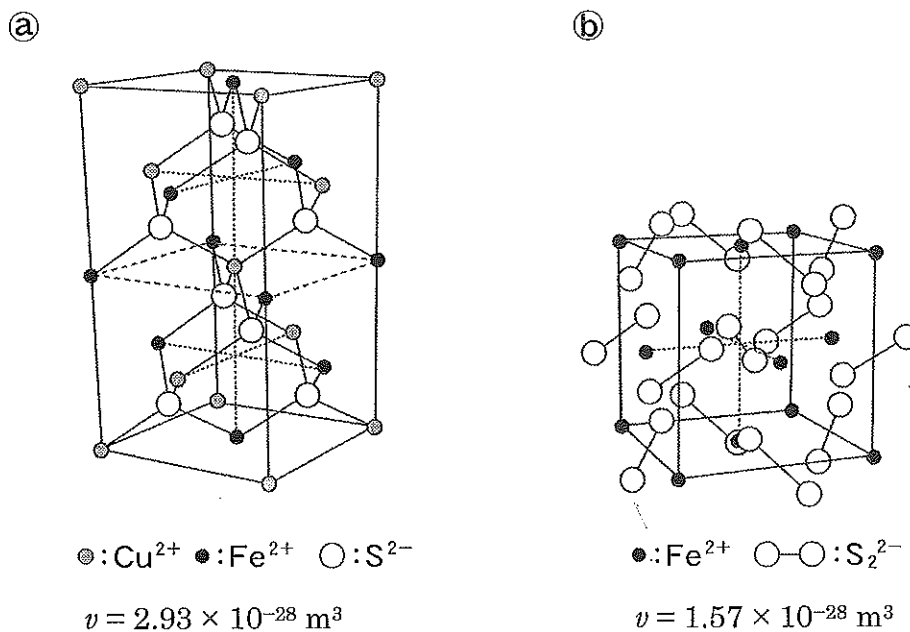 ⓐ
ⓑ
:Cu²⁺ :Fe²⁺ :S²⁻
:Fe²⁺ :S₂²⁻
v = 2.93 × 10⁻²⁸ m³
v = 1.57 × 10⁻²⁸ m³